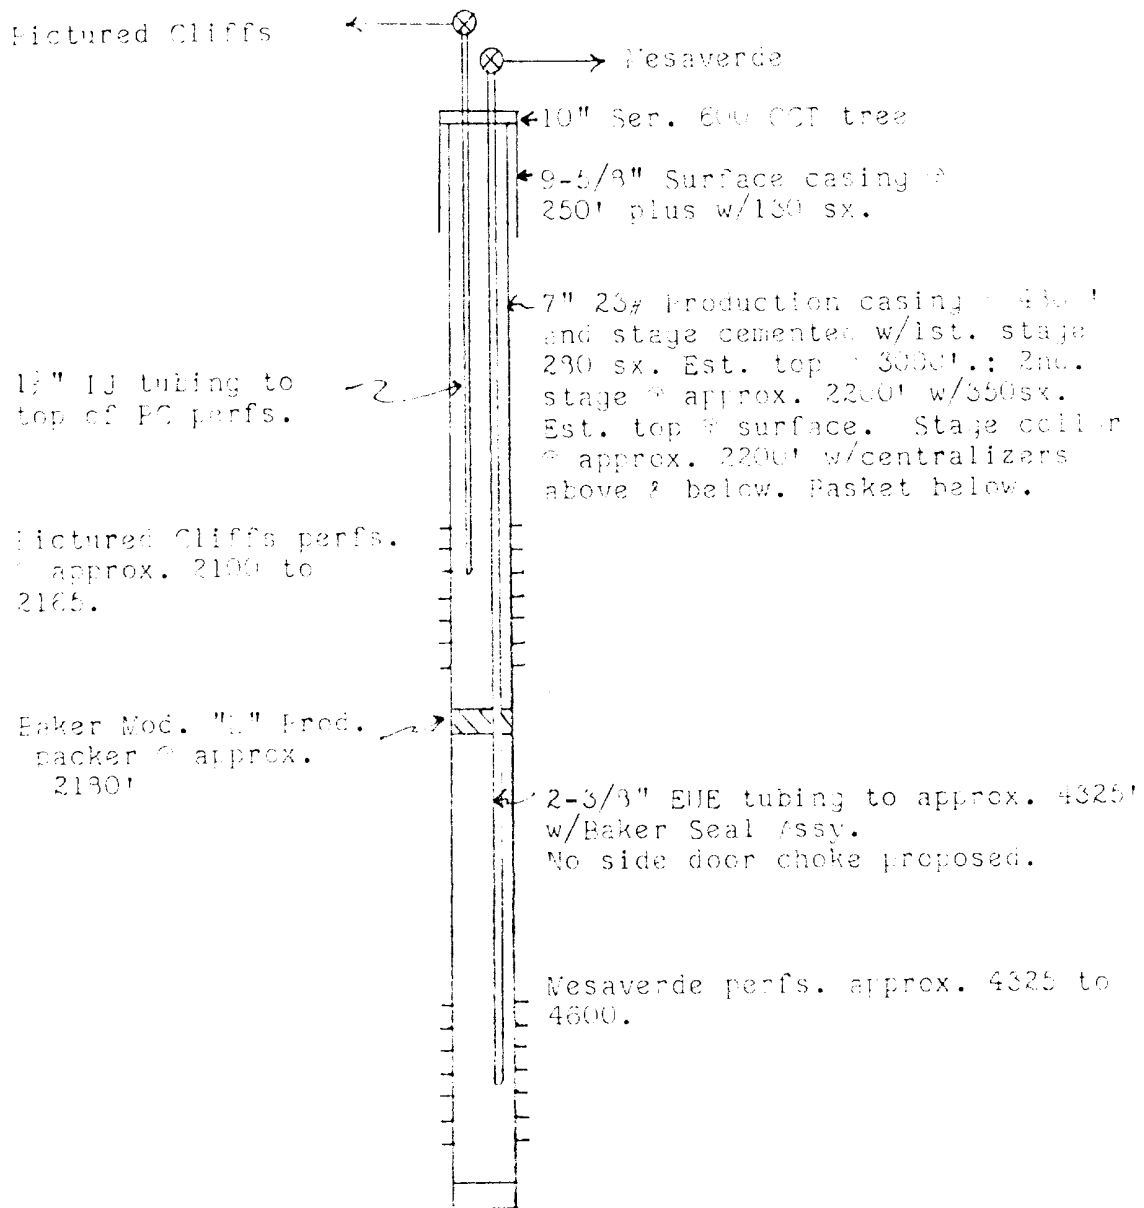 Pictured Cliffs
Mesaverde
10" Ser. 600 OCT tree
9-5/8" Surface casing @
250' plus w/130 sx.
7" 23# Production casing
and stage cemented w/1st. stage
280 sx. Est. top 3000'.: 2nd.
stage @ approx. 2200' w/350sx.
Est. top @ surface. Stage collar
@ approx. 2200' w/centralizers
above & below. Basket below.
IJ tubing to
top of PC perfs.
Pictured Cliffs perfs.
@ approx. 2100 to
2165.
Baker Mod. Prod.
packer @ approx.
2180'
2-3/8" EUE tubing to approx. 4325'
w/Baker Seal Assy.
No side door choke proposed.
Mesaverde perfs. approx. 4325 to
4600.